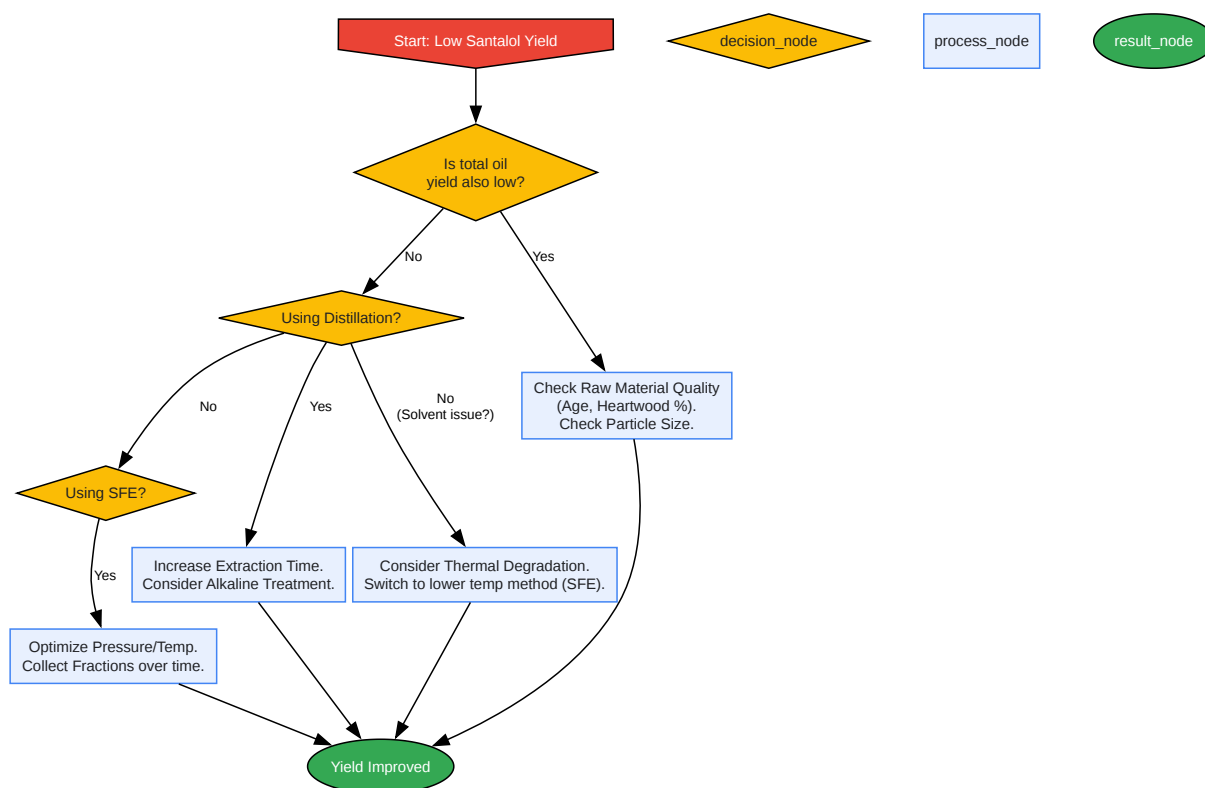 Start: Low Santalol Yield
decision_node
process_node
result_node
Is total oil
yield also low?
No
Yes
Using Distillation?
Check Raw Material Quality
(Age, Heartwood %).
Check Particle Size.
No
Yes
No
(Solvent issue?)
Using SFE?
Yes
Increase Extraction Time.
Consider Alkaline Treatment.
Consider Thermal Degradation.
Switch to lower temp method (SFE).
Optimize Pressure/Temp.
Collect Fractions over time.
Yield Improved